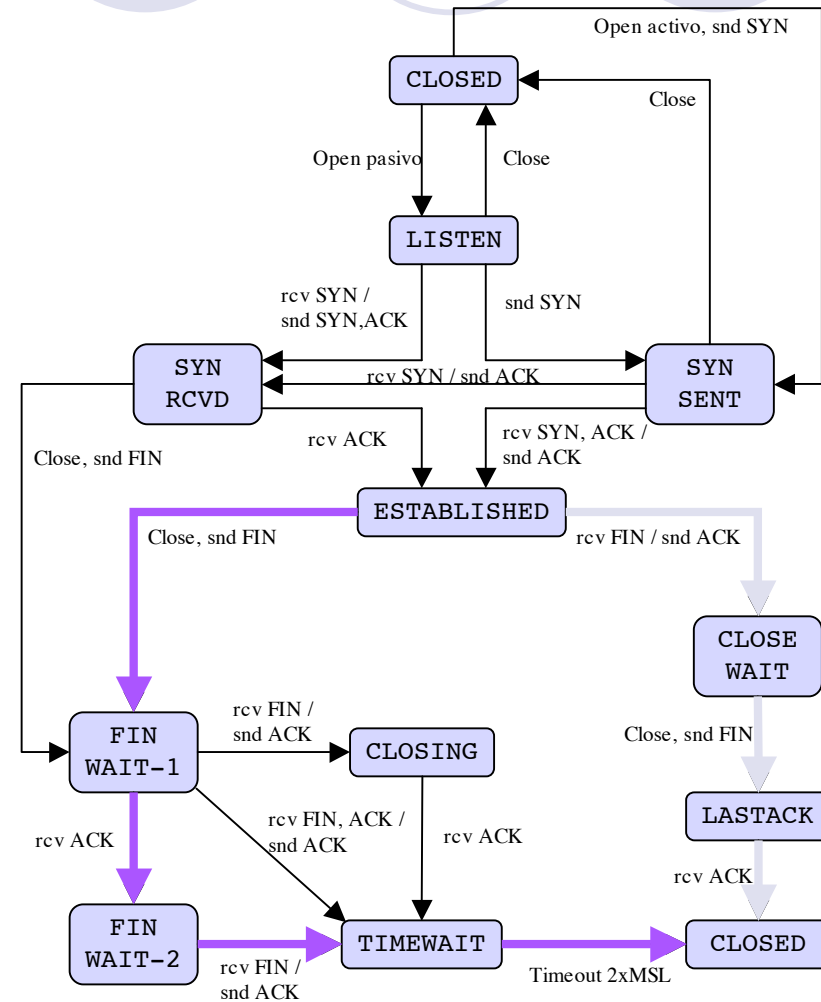 Open activo, snd SYN
CLOSED
Close
Open pasivo
Close
LISTEN
rcv SYN /
snd SYN,ACK
snd SYN
SYN
RCVD
rcv SYN / snd ACK
SYN
SENT
Close, snd FIN
rcv ACK
rcv SYN, ACK /
snd ACK
ESTABLISHED
Close, snd FIN
rcv FIN / snd ACK
CLOSE
WAIT
FIN
WAIT-1
rcv FIN /
snd ACK
CLOSING
Close, snd FIN
LASTACK
rcv ACK
rcv FIN, ACK /
snd ACK
rcv ACK
rcv ACK
FIN
WAIT-2
rcv FIN /
snd ACK
TIMEWAIT
Timeout 2xMSL
CLOSED